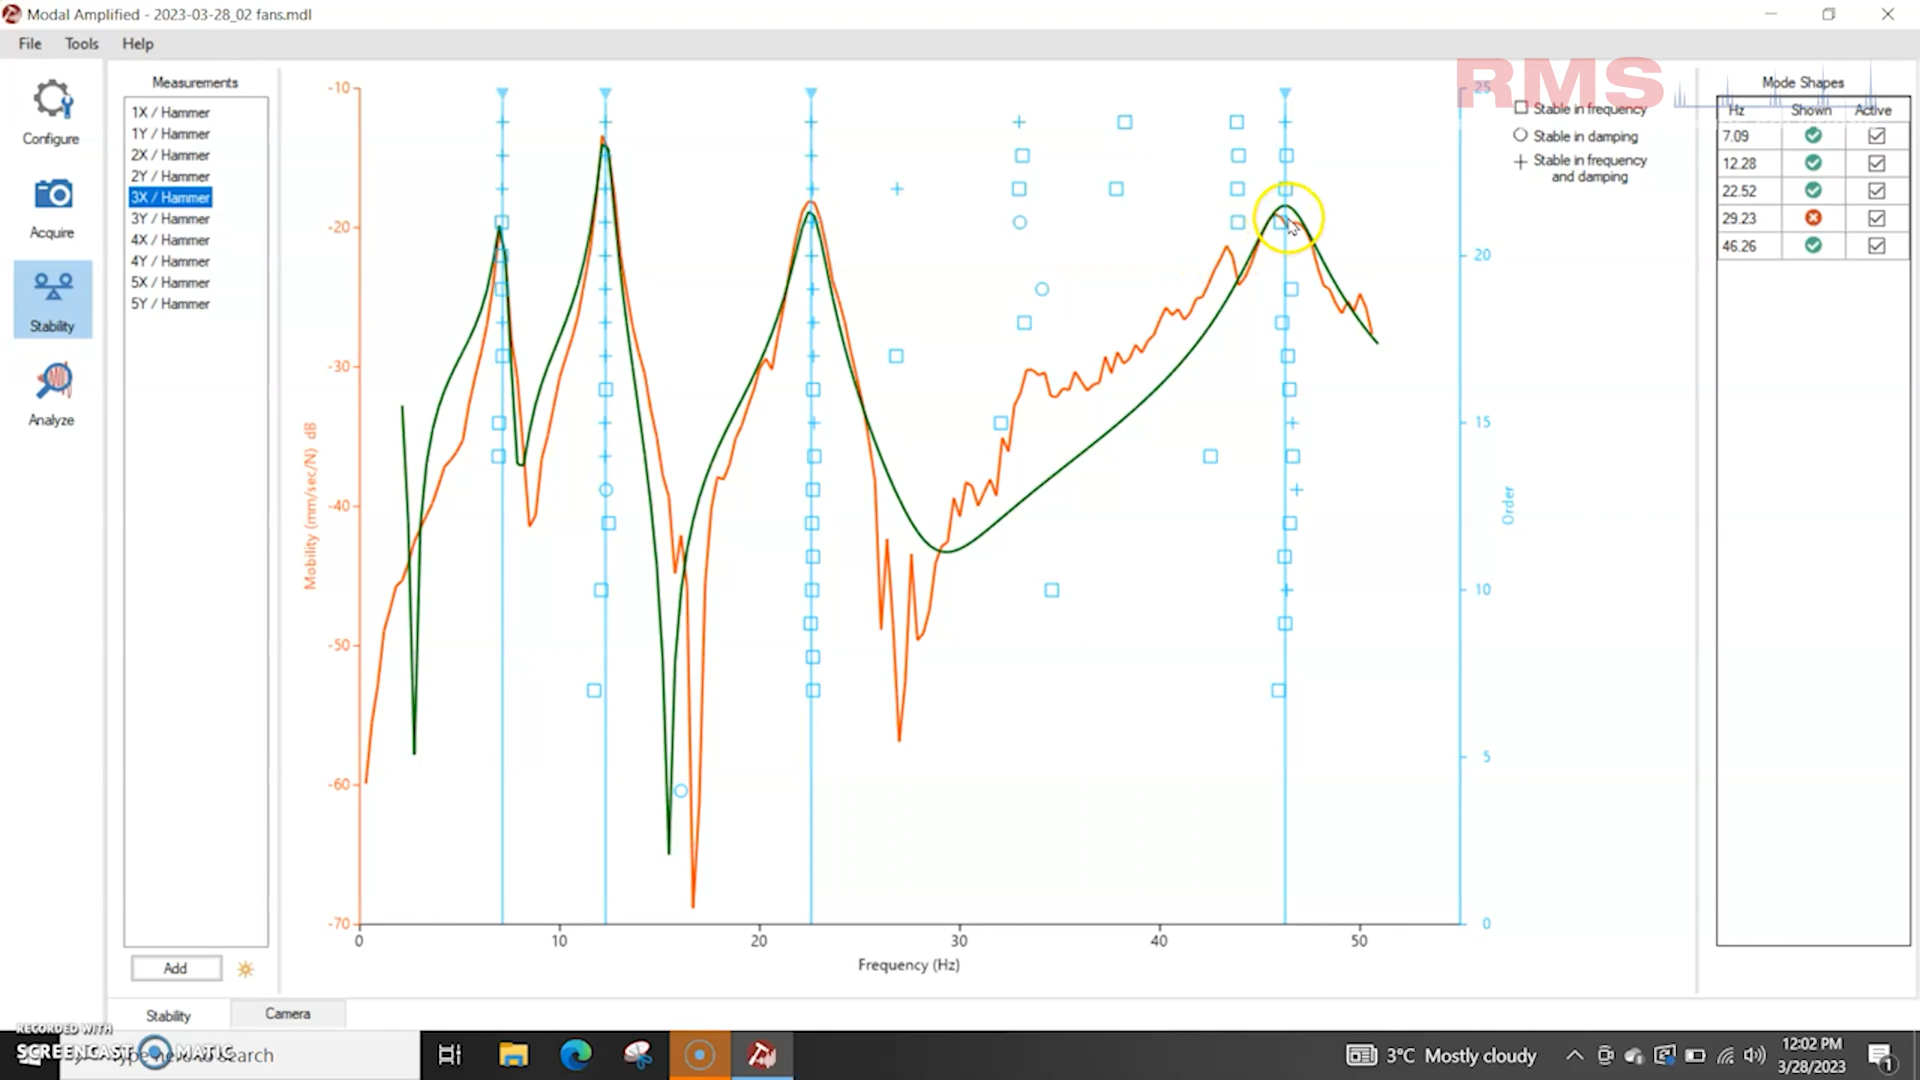 Modal Amplified - 2023-03-28_02 fans.mdl
File Tools Help
RMS
Configure
Acquire
Stability
Analyze
Measurements
1X / Hammer
1Y / Hammer
2X / Hammer
2Y / Hammer
3X / Hammer
3Y / Hammer
4X / Hammer
4Y / Hammer
5X / Hammer
5Y / Hammer
Add
-10
-20
-30
-40
-50
-60
-70
Mobility (mm/sec/N) dB
0 10 20 30 40 50
Frequency (Hz)
25
20
15
10
5
0
Order
Stable in frequency
Stable in damping
Stable in frequency
and damping
Mode Shapes
Hz Shown Active
7.09
12.28
22.52
29.23
46.26
Stability Camera
RECORDED WITH
SCREENCAST MATIC
Type here to search
3°C Mostly cloudy
12:02 PM
3/28/2023
1